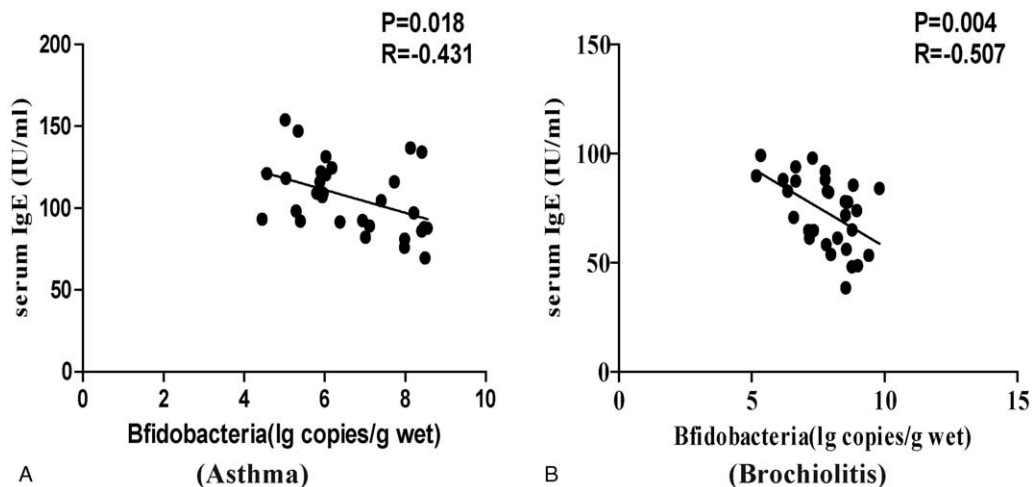 P=0.018
R=-0.431
200
150
100
50
0
serum IgE (IU/ml)
0
2
4
6
8
10
Bfidobacteria(lg copies/g wet)
A
(Asthma)
P=0.004
R=-0.507
150
100
50
0
serum IgE (IU/ml)
0
5
10
15
Bfidobacteria(lg copies/g wet)
B
(Brochiolitis)